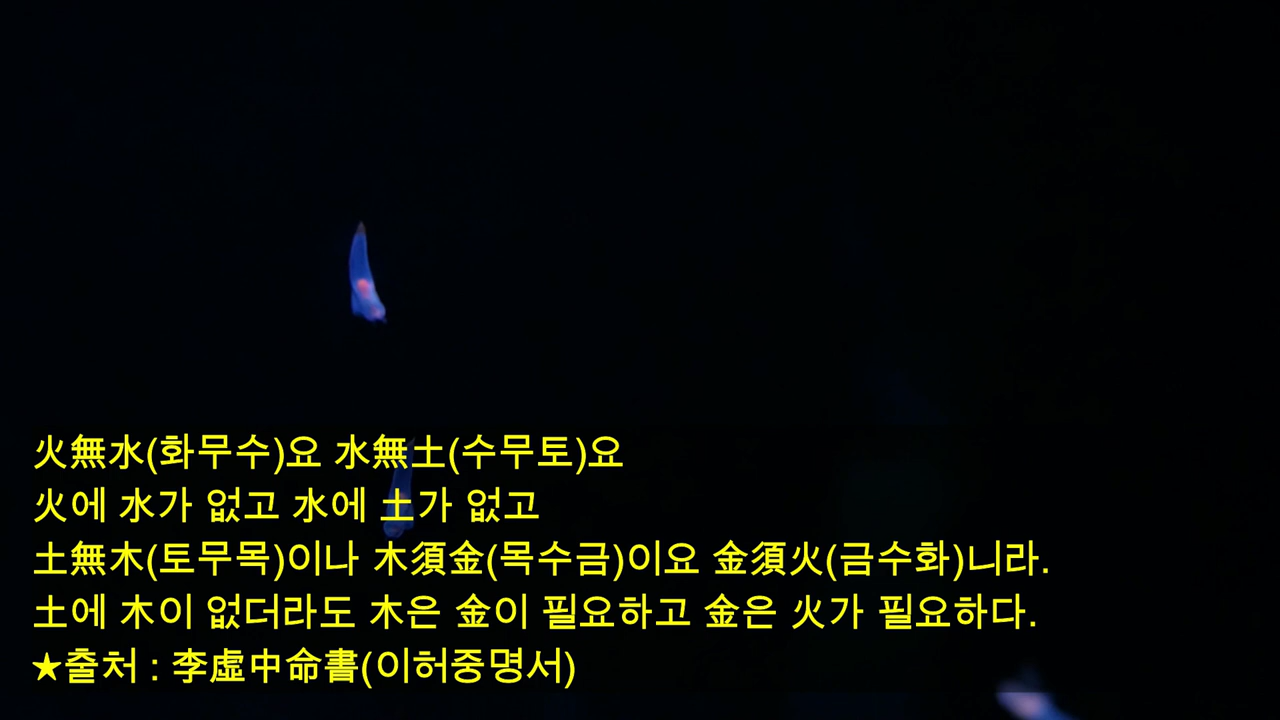 火無水(화무수)요 水無土(수무토)요
火에 水가 없고 水에 土가 없고
土無木(토무목)이나 木須金(목수금)이요 金須火(금수화)니라.
土에 木이 없더라도 木은 金이 필요하고 金은 火가 필요하다.
★출처 : 李虛中命書(이허중명서)